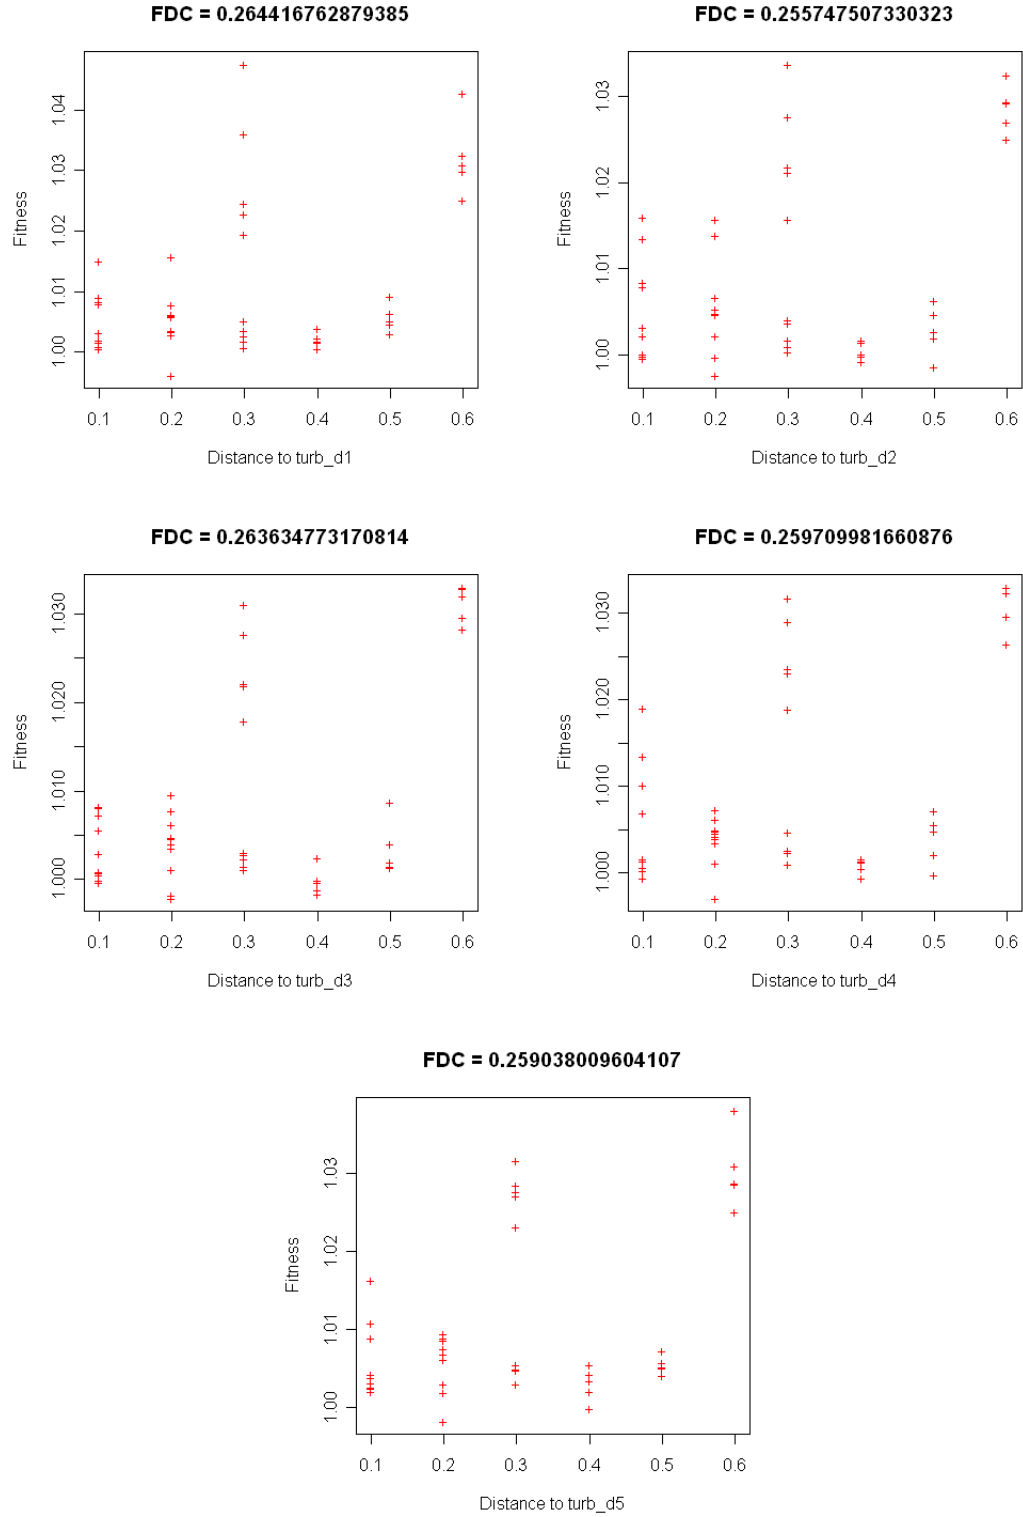 FDC = 0.264416762879385
Fitness
1.00 1.01 1.02 1.03 1.04
0.1 0.2 0.3 0.4 0.5 0.6
Distance to turb_d1
FDC = 0.255747507330323
Fitness
1.00 1.01 1.02 1.03
0.1 0.2 0.3 0.4 0.5 0.6
Distance to turb_d2
FDC = 0.263634773170814
Fitness
1.000 1.010 1.020 1.030
0.1 0.2 0.3 0.4 0.5 0.6
Distance to turb_d3
FDC = 0.259709981660876
Fitness
1.000 1.010 1.020 1.030
0.1 0.2 0.3 0.4 0.5 0.6
Distance to turb_d4
FDC = 0.259038009604107
Fitness
1.00 1.01 1.02 1.03
0.1 0.2 0.3 0.4 0.5 0.6
Distance to turb_d5